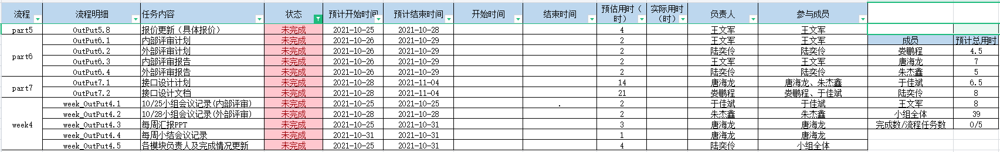 流程 流程明细 任务内容 状态 预计开始时间 预计结束时间 开始时间 结束时间 预估用时（时） 实际用时（时） 负责人 参与成员
part5 OutPut5.8 报价更新（具体报价） 未完成 2021-10-25 2021-10-28 4 王文军 王文军
part6 OutPut6.1 内部评审计划 未完成 2021-10-26 2021-10-29 2 王文军 王文军 成员 预计总用时
OutPut6.2 外部评审计划 未完成 2021-10-26 2021-10-29 2 陆奕伶 陆奕伶 娄鹏程 4.5
OutPut6.3 内部评审报告 未完成 2021-10-26 2021-10-29 2 王文军 王文军 唐海龙 7
OutPut6.4 外部评审报告 未完成 2021-10-26 2021-10-29 2 陆奕伶 陆奕伶 朱杰鑫 5
part7 OutPut7.1 接口设计计划 未完成 2021-10-28 2021-11-04 14 唐海龙 唐海龙、朱杰鑫 于佳斌 6.5
OutPut7.2 接口设计文档 未完成 2021-10-28 2021-11-04 21 娄鹏程 娄鹏程、于佳斌 陆奕伶 8
week4 week_OutPut4.1 10/25小组会议记录(内部评审) 未完成 2021-10-25 2021-10-25 . 2 于佳斌 于佳斌 王文军 8
week_OutPut4.2 10/28小组会议记录(外部评审) 未完成 2021-10-28 2021-10-28 2 朱杰鑫 朱杰鑫 小组全体 39
week_OutPut4.3 每周汇报PPT 未完成 2021-10-25 2021-10-31 3 唐海龙 唐海龙 完成数/流程任务数 0/5
week_OutPut4.4 每周小结会议记录 未完成 2021-10-31 2021-10-31 1 唐海龙 唐海龙
week_OutPut4.5 各模块负责人及完成情况更新 未完成 2021-10-25 2021-10-31 4 陆奕伶 小组全体